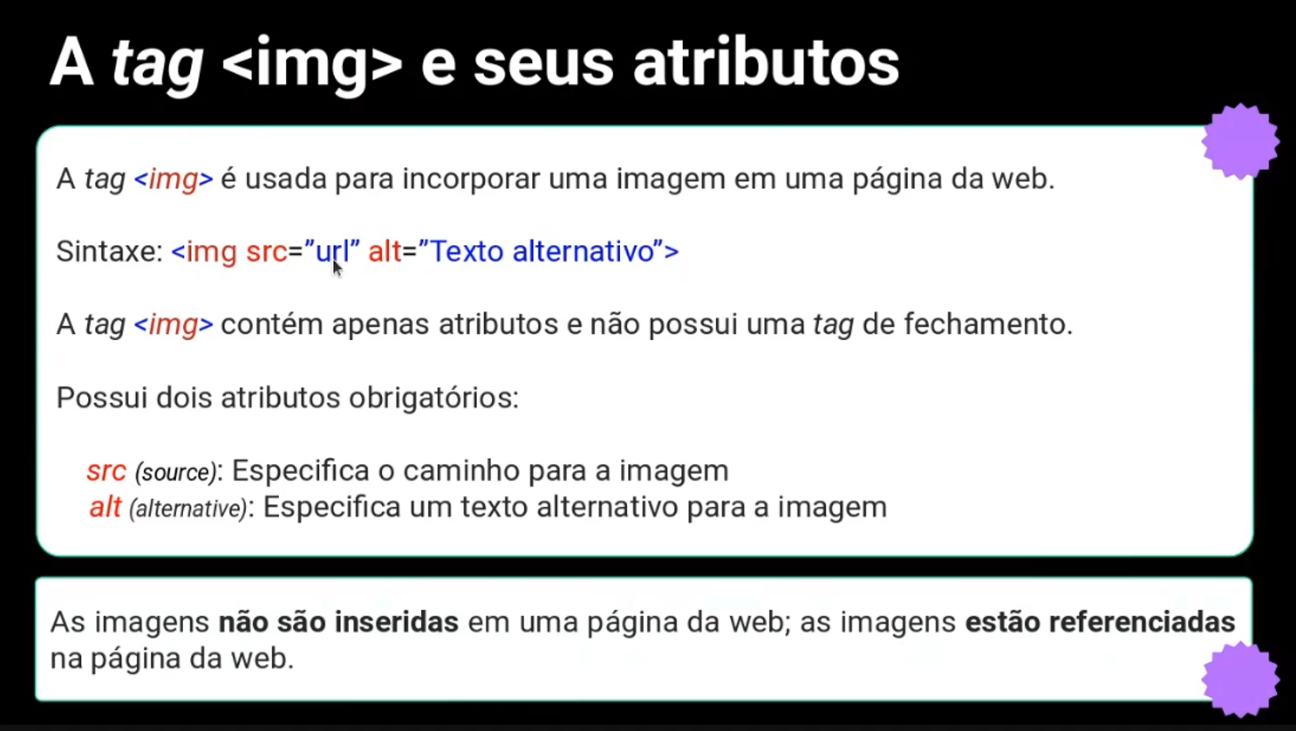 A tag <img> e seus atributos
A tag <img> é usada para incorporar uma imagem em uma página da web.
Sintaxe: <img src=”url” alt=”Texto alternativo”>
A tag <img> contém apenas atributos e não possui uma tag de fechamento.
Possui dois atributos obrigatórios:
src (source): Especifica o caminho para a imagem
alt (alternative): Especifica um texto alternativo para a imagem
As imagens não são inseridas em uma página da web; as imagens estão referenciadas
na página da web.